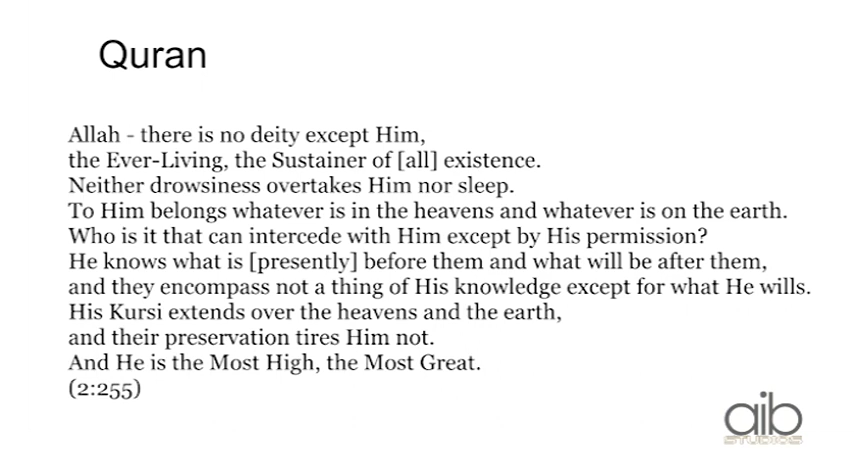 Quran
Allah - there is no deity except Him,
the Ever-Living, the Sustainer of [all] existence.
Neither drowsiness overtakes Him nor sleep.
To Him belongs whatever is in the heavens and whatever is on the earth.
Who is it that can intercede with Him except by His permission?
He knows what is [presently] before them and what will be after them,
and they encompass not a thing of His knowledge except for what He wills.
His Kursi extends over the heavens and the earth,
and their preservation tires Him not.
And He is the Most High, the Most Great.
(2:255)
aib
STUDIOS